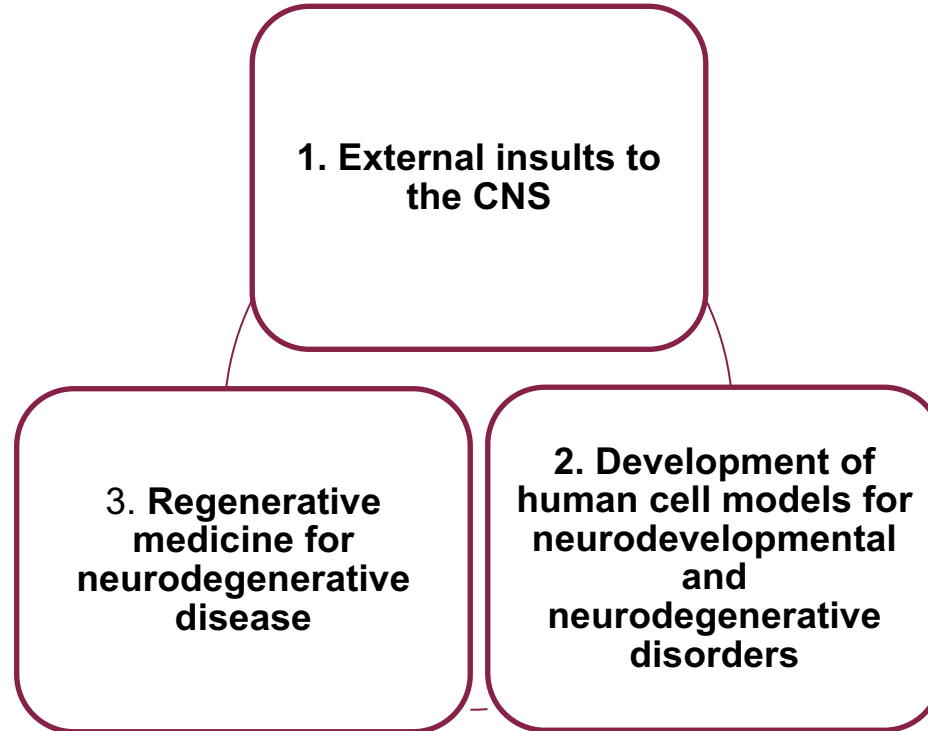 1. External insults to
the CNS
3. Regenerative
medicine for
neurodegenerative
disease
2. Development of
human cell models for
neurodevelopmental
and
neurodegenerative
disorders